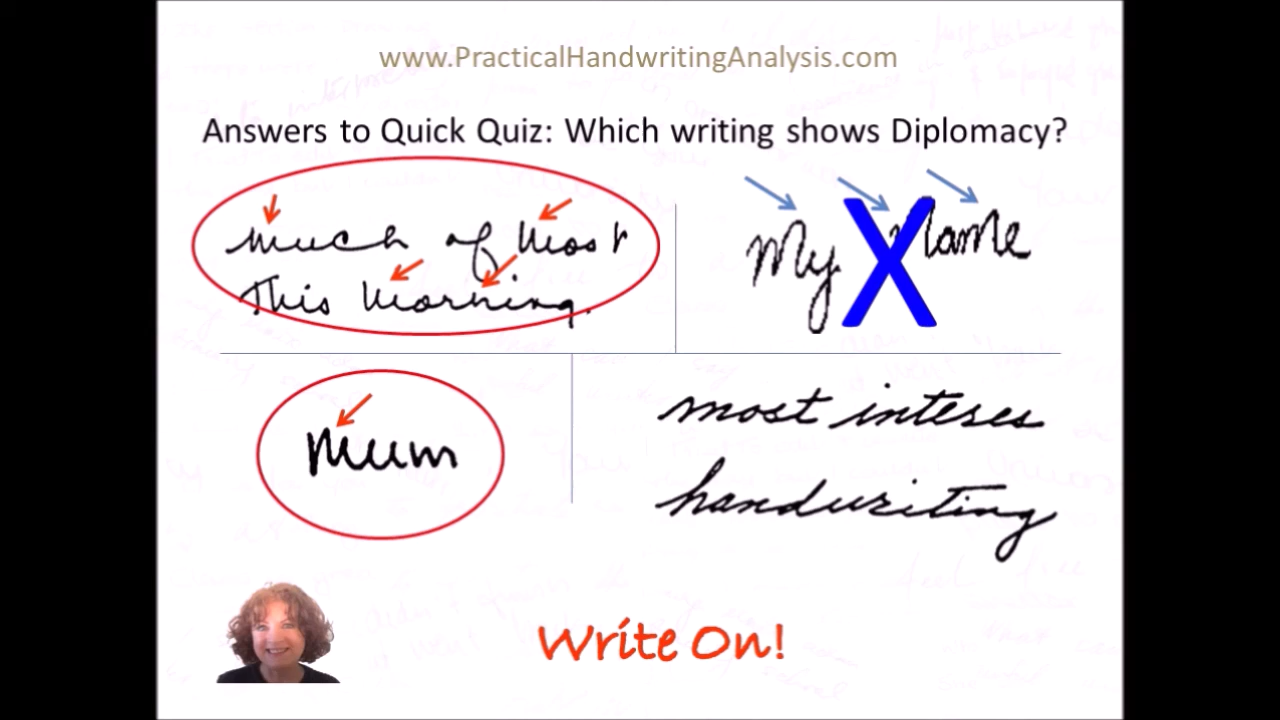 www.PracticalHandwritingAnalysis.com
Answers to Quick Quiz: Which writing shows Diplomacy?
much of most
This morning.
My Name
mum
most interes
handwriting
Write On!